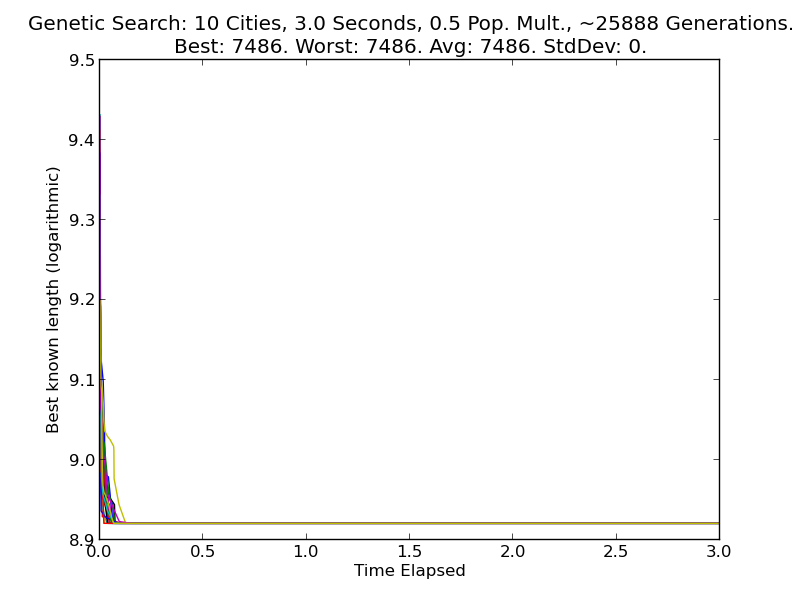 Genetic Search: 10 Cities, 3.0 Seconds, 0.5 Pop. Mult., ~25888 Generations.
Best: 7486. Worst: 7486. Avg: 7486. StdDev: 0.
9.5
9.4
9.3
9.2
9.1
9.0
8.9
Best known length (logarithmic)
0.0 0.5 1.0 1.5 2.0 2.5 3.0
Time Elapsed